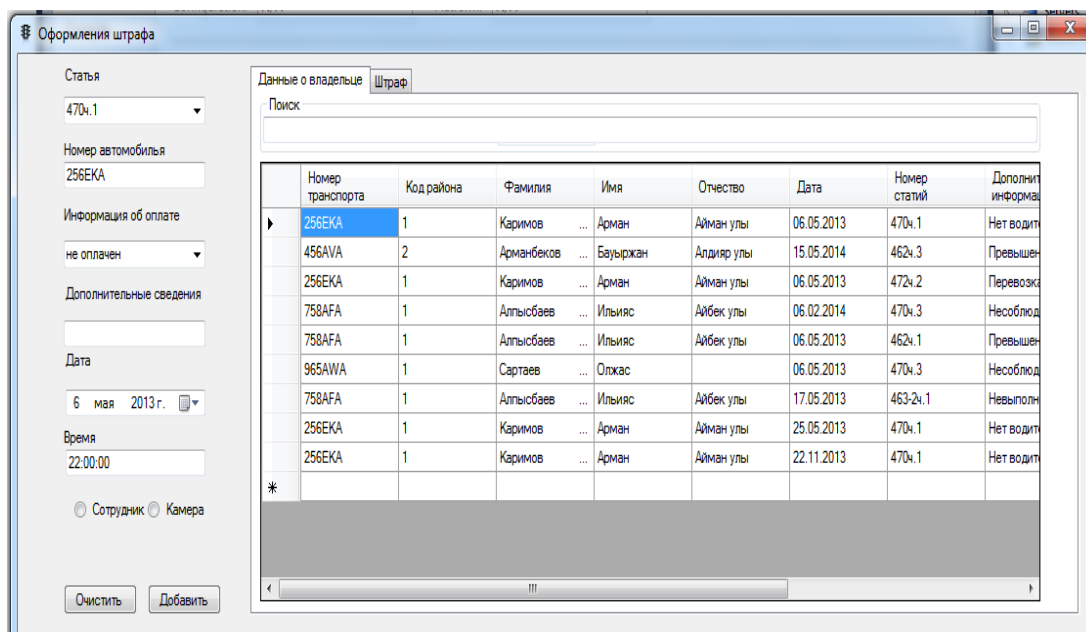 Оформления штрафа
Статья
470ч.1
Номер автомобилья
256EKA
Информация об оплате
не оплачен
Дополнительные сведения
Дата
6 мая 2013 г.
Время
22:00:00
Сотрудник Камера
Очистить Добавить
Данные о владельце Штраф
Поиск
Номер транспорта Код района Фамилия Имя Отчество Дата Номер статий Дополнит информац
256EKA 1 Каримов ... Арман Айман улы 06.05.2013 470ч.1 Нет водите
456AVA 2 Арманбеков ... Бауыржан Алдияр улы 15.05.2014 462ч.3 Превышен
256EKA 1 Каримов ... Арман Айман улы 06.05.2013 472ч.2 Перевозка
758AFA 1 Алпысбаев ... Ильияс Айбек улы 06.02.2014 470ч.3 Несоблюд
758AFA 1 Алпысбаев ... Ильияс Айбек улы 06.05.2013 462ч.1 Превышен
965AWA 1 Сартаев ... Олжас 06.05.2013 470ч.3 Несоблюд
758AFA 1 Алпысбаев ... Ильияс Айбек улы 17.05.2013 463-2ч.1 Невыполн
256EKA 1 Каримов ... Арман Айман улы 25.05.2013 470ч.1 Нет водите
256EKA 1 Каримов ... Арман Айман улы 22.11.2013 470ч.1 Нет водите